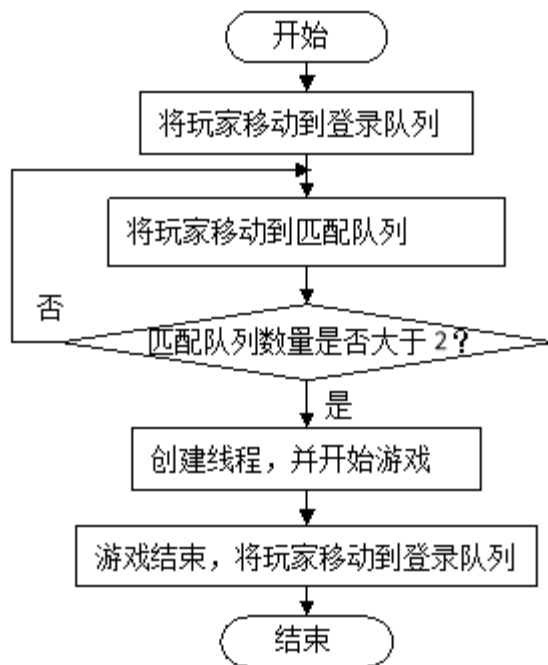 开始
将玩家移动到登录队列
将玩家移动到匹配队列
否
匹配队列数量是否大于 2？
是
创建线程，并开始游戏
游戏结束，将玩家移动到登录队列
结束